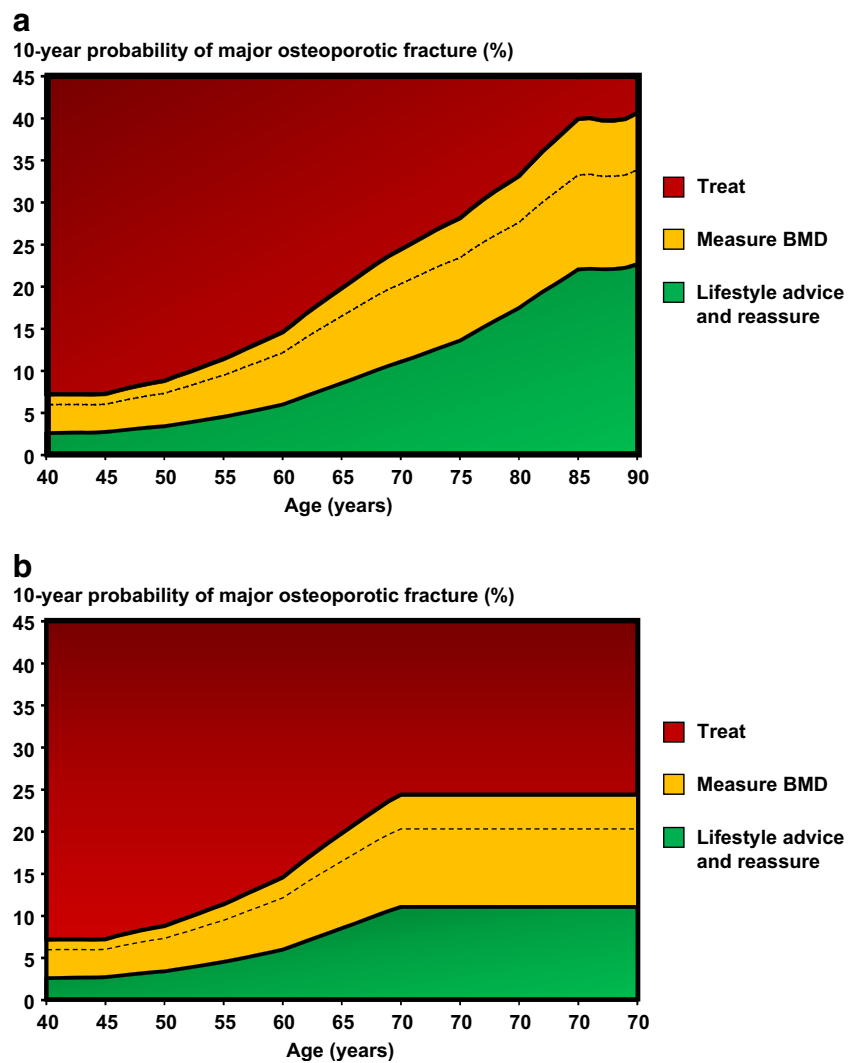 a
10-year probability of major osteoporotic fracture (%)
45
40
35
30
25
20
15
10
5
0
40 45 50 55 60 65 70 75 80 85 90
Age (years)
Treat
Measure BMD
Lifestyle advice
and reassure
b
10-year probability of major osteoporotic fracture (%)
45
40
35
30
25
20
15
10
5
0
40 45 50 55 60 65 70 70 70 70 70
Age (years)
Treat
Measure BMD
Lifestyle advice
and reassure